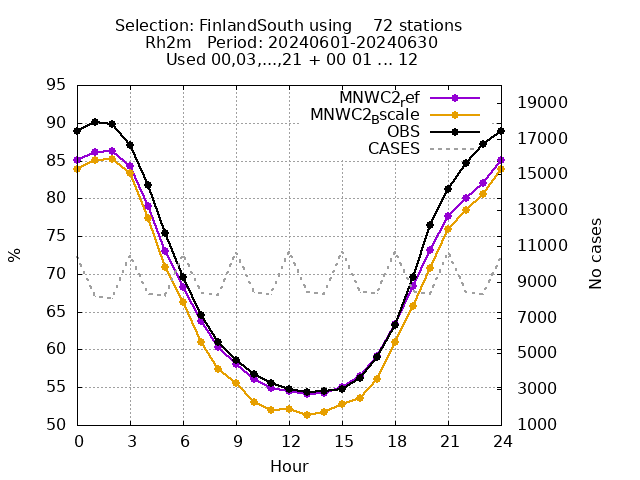 Selection: FinlandSouth using    72 stations
Rh2m   Period: 20240601-20240630
Used 00,03,...,21 + 00 01 ... 12
MNWC2ref
MNWC2Bscale
OBS
CASES
95
90
85
80
75
70
65
60
55
50
%
19000
17000
15000
13000
11000
9000
7000
5000
3000
1000
No cases
0 3 6 9 12 15 18 21 24
Hour